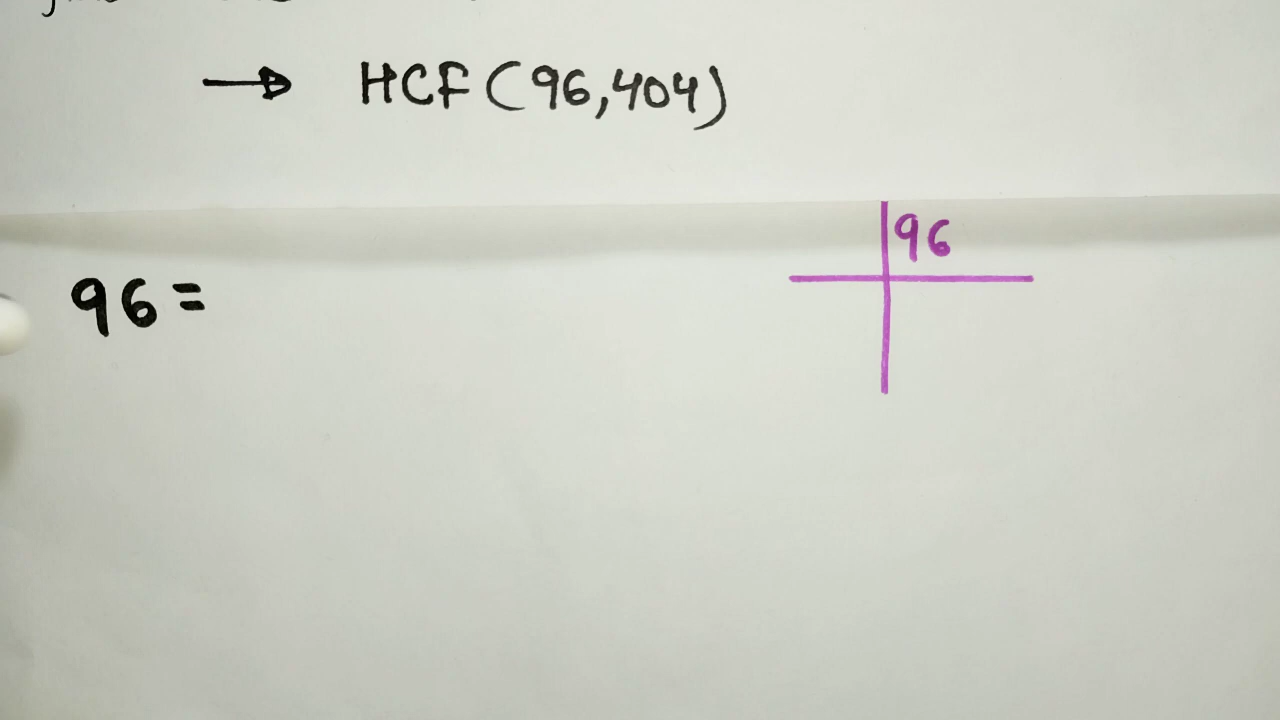 → HCF (96,404)
96
96 =